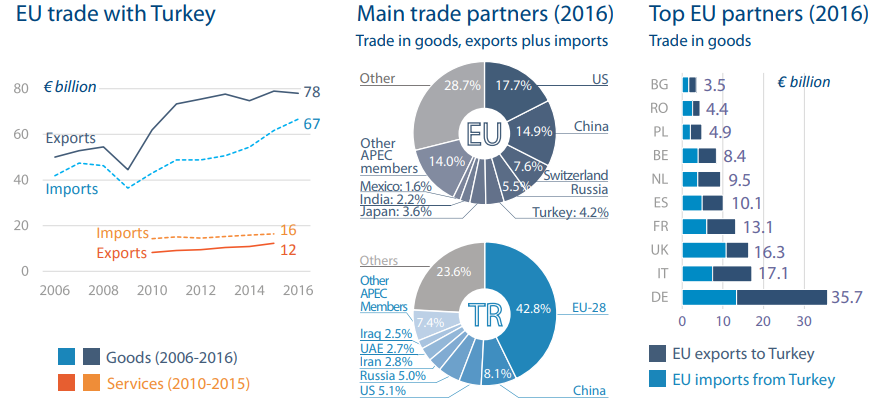 EU trade with Turkey
€ billion
80
60
40
20
0
Exports
Imports
78
67
Imports
Exports
16
12
2006
2008
2010
2012
2014
2016
Goods (2006-2016)
Services (2010-2015)
Main trade partners (2016)
Trade in goods, exports plus imports
EU
Other
28.7%
17.7%
US
14.9%
China
7.6%
Switzerland
5.5%
Russia
Turkey: 4.2%
Japan: 3.6%
India: 2.2%
Mexico: 1.6%
Other
APEC
members
14.0%
TR
Others
23.6%
42.8%
EU-28
8.1%
China
US 5.1%
Russia 5.0%
Iran 2.8%
UAE 2.7%
Iraq 2.5%
Other
APEC
Members
7.4%
Top EU partners (2016)
Trade in goods
€ billion
BG 3.5
RO 4.4
PL 4.9
BE 8.4
NL 9.5
ES 10.1
FR 13.1
UK 16.3
IT 17.1
DE 35.7
0 10 20 30
EU exports to Turkey
EU imports from Turkey